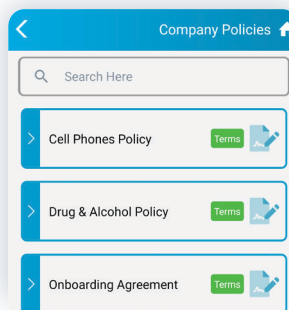 Company Policies
Search Here
Cell Phones Policy Terms
Drug & Alcohol Policy Terms
Onboarding Agreement Terms